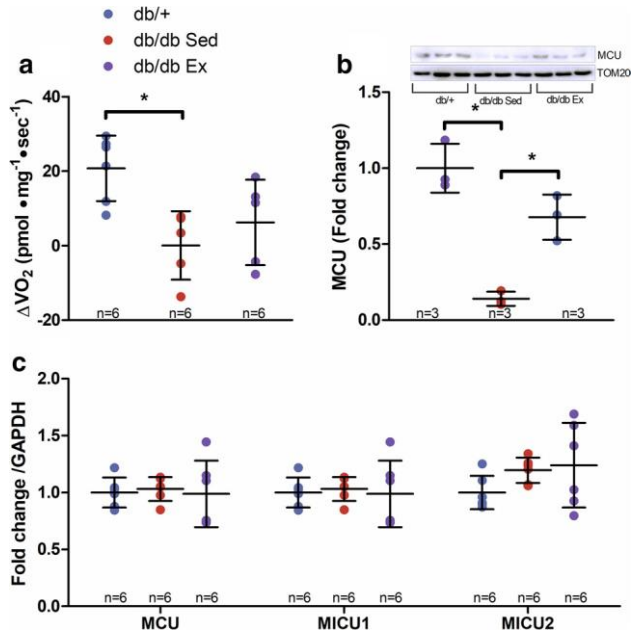 db/+
db/db Sed
db/db Ex
a
ΔVO₂ (pmol •mg⁻¹•sec⁻¹)
40
20
0
-20
*
n=6 n=6 n=6
b
MCU
TOM20
db/+ db/db Sed db/db Ex
MCU (Fold change)
1.5
1.0
0.5
0.0
*
*
n=3 n=3 n=3
c
Fold change /GAPDH
2.0
1.5
1.0
0.5
0.0
n=6 n=6 n=6 n=6 n=6 n=6 n=6 n=6 n=6
MCU MICU1 MICU2